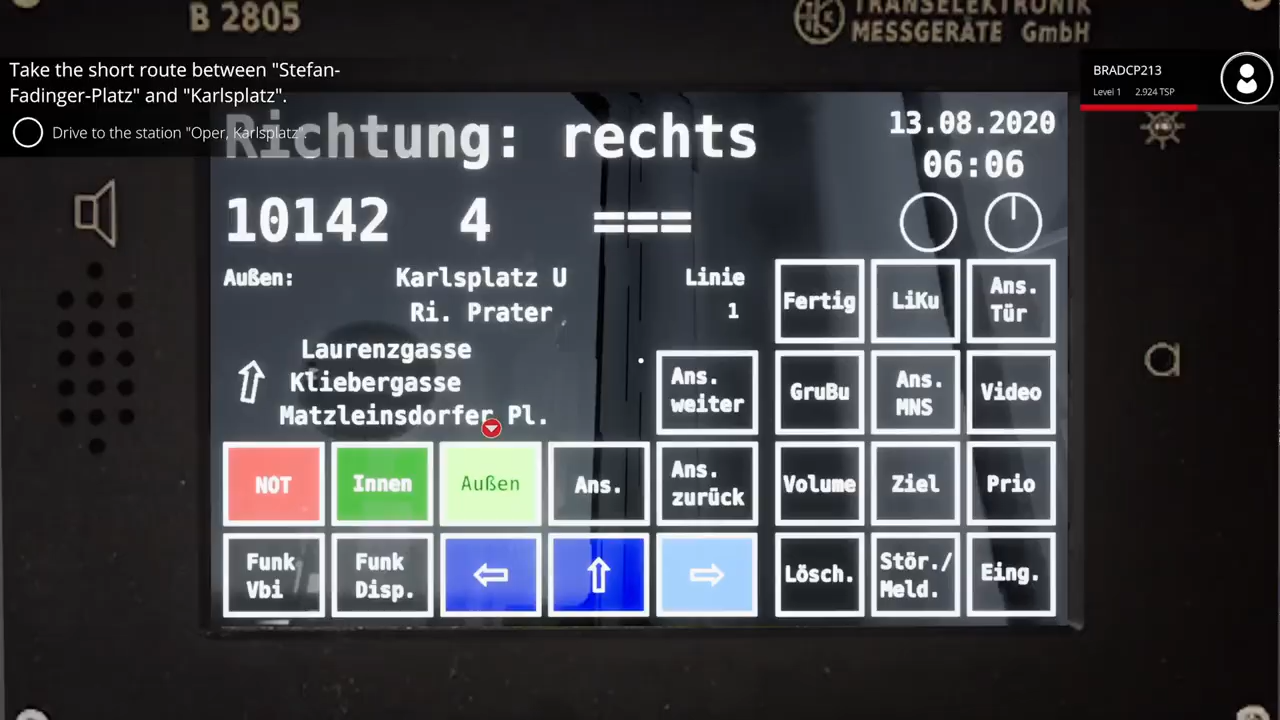 B 2805
TRANSELEKTRONIK
MESSGERÄTE GmbH
Take the short route between "Stefan-
Fadinger-Platz" and "Karlsplatz".
Drive to the station "Oper, Karlsplatz".
BRADCP213
Level 1 2.924 TSP
Richtung: rechts
13.08.2020
06:06
10142 4 ===
Außen: Karlsplatz U
Ri. Prater
Linie
1
Laurenzgasse
Kliebergasse
Matzleinsdorfer Pl.
Fertig
LiKu
Ans.
Tür
Ans.
weiter
GruBu
Ans.
MNS
Video
NOT
Innen
Außen
Ans.
Ans.
zurück
Volume
Ziel
Prio
Funk
Vbi
Funk
Disp.
Lösch.
Stör./
Meld.
Eing.